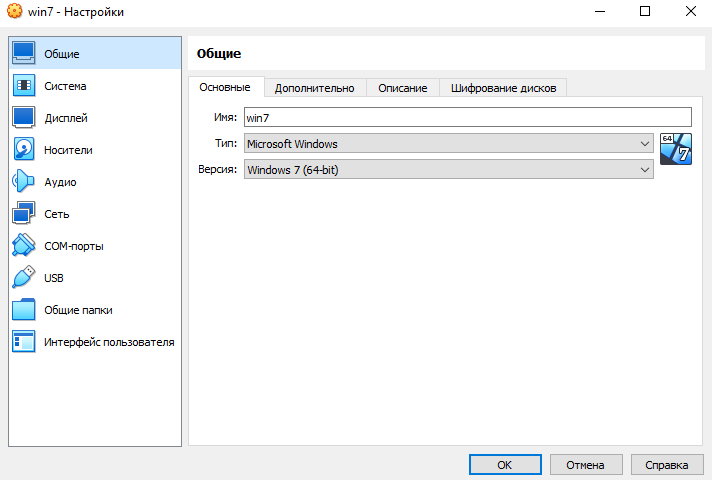 win7 - Настройки
Общие
Система
Дисплей
Носители
Аудио
Сеть
COM-порты
USB
Общие папки
Интерфейс пользователя
Общие
Основные Дополнительно Описание Шифрование дисков
Имя: win7
Тип: Microsoft Windows
64
7
Версия: Windows 7 (64-bit)
OK Отмена Справка